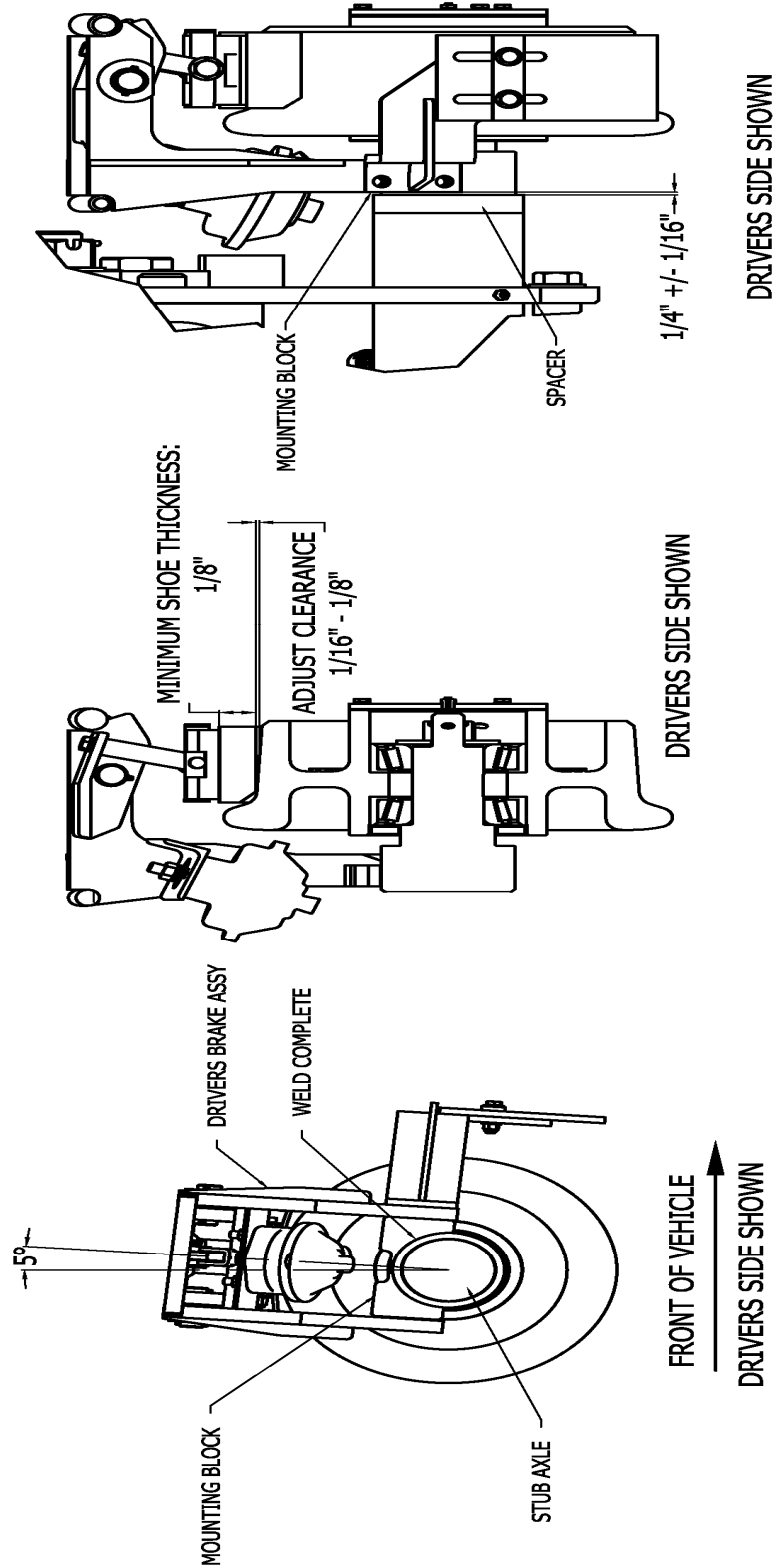 5°
DRIVERS BRAKE ASSY
WELD COMPLETE
MOUNTING BLOCK
STUB AXLE
FRONT OF VEHICLE
DRIVERS SIDE SHOWN
MINIMUM SHOE THICKNESS:
1/8"
ADJUST CLEARANCE
1/16" - 1/8"
DRIVERS SIDE SHOWN
MOUNTING BLOCK
SPACER
1/4" +/- 1/16"
DRIVERS SIDE SHOWN